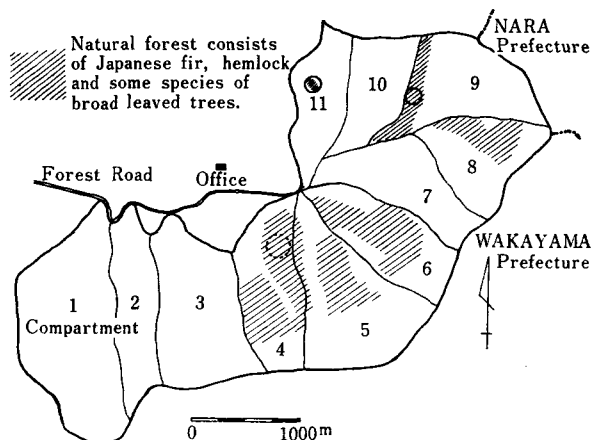 Natural forest consists
of Japanese fir, hemlock
and some species of
broad leaved trees.
NARA
Prefecture
11
10
9
8
7
Forest Road
Office
WAKAYAMA
Prefecture
6
1
2
3
Compartment
5
4
0 1000m